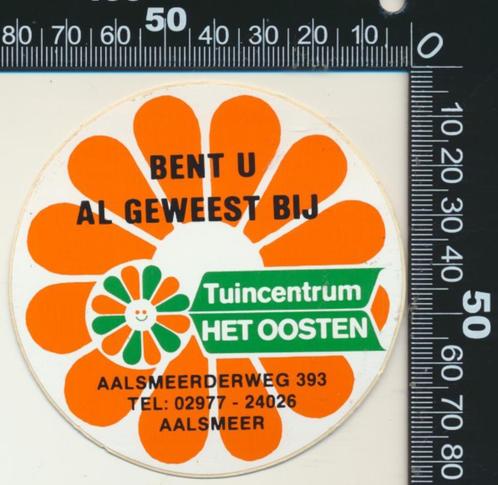 80 70 60 50 40 30 20 10 0
10 20 30 40 50 60 70 80
BENT U
AL GEWEEST BIJ
Tuincentrum
HET OOSTEN
AALSMEERDERWEG 393
TEL: 02977 - 24026
AALSMEER